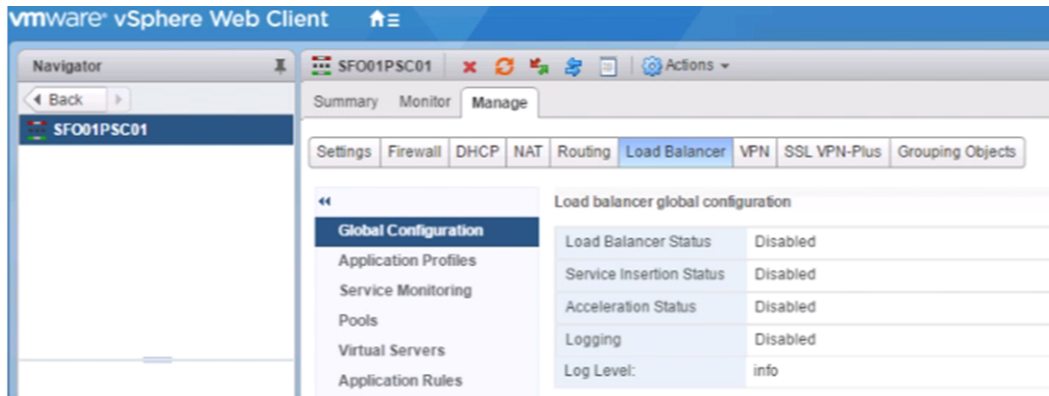 vmware® vSphere Web Client
Navigator
Back
SFO01PSC01
SFO01PSC01 Actions
Summary Monitor Manage
Settings Firewall DHCP NAT Routing Load Balancer VPN SSL VPN-Plus Grouping Objects
Global Configuration
Application Profiles
Service Monitoring
Pools
Virtual Servers
Application Rules
Load balancer global configuration
Load Balancer Status Disabled
Service Insertion Status Disabled
Acceleration Status Disabled
Logging Disabled
Log Level: info